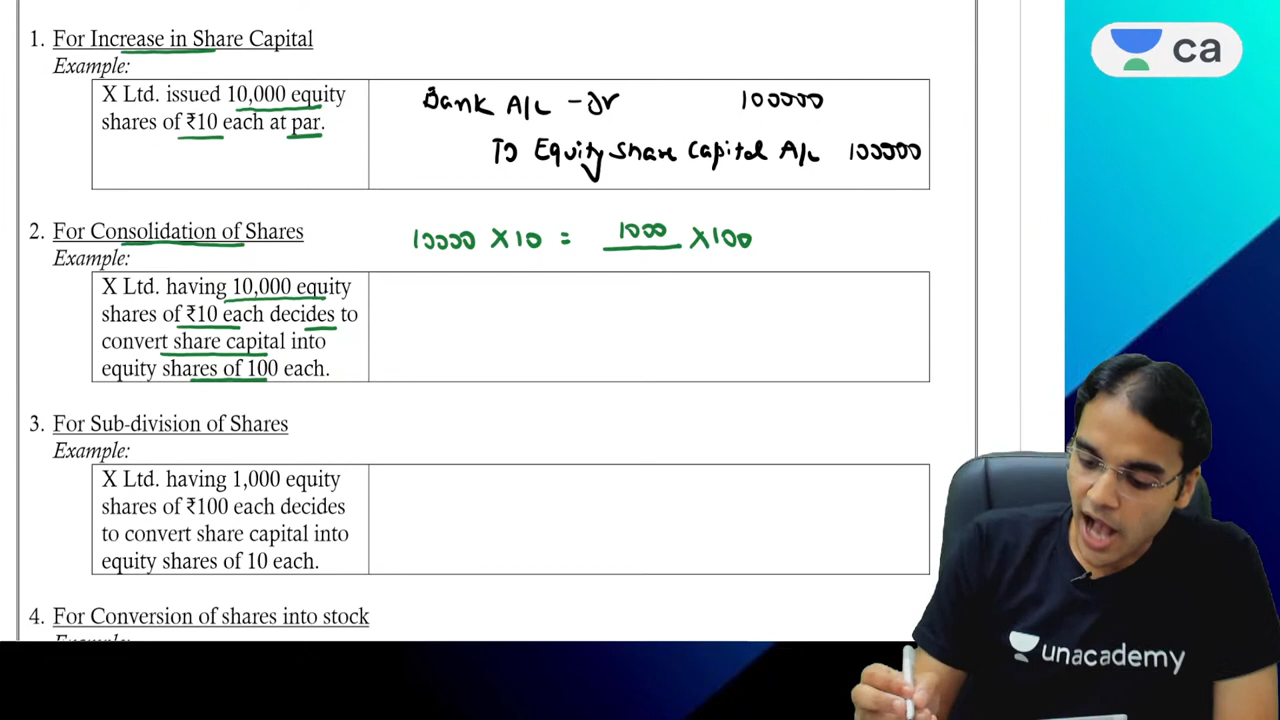 1. For Increase in Share Capital
Example:
X Ltd. issued 10,000 equity
shares of ₹10 each at par.
Bank A/L - Dr 100000
To Equity Share Capital A/L 100000
ca
2. For Consolidation of Shares
10000 X 10 = 1000 X 100
Example:
X Ltd. having 10,000 equity
shares of ₹10 each decides to
convert share capital into
equity shares of 100 each.
3. For Sub-division of Shares
Example:
X Ltd. having 1,000 equity
shares of ₹100 each decides
to convert share capital into
equity shares of 10 each.
4. For Conversion of shares into stock
Example:
unacademy